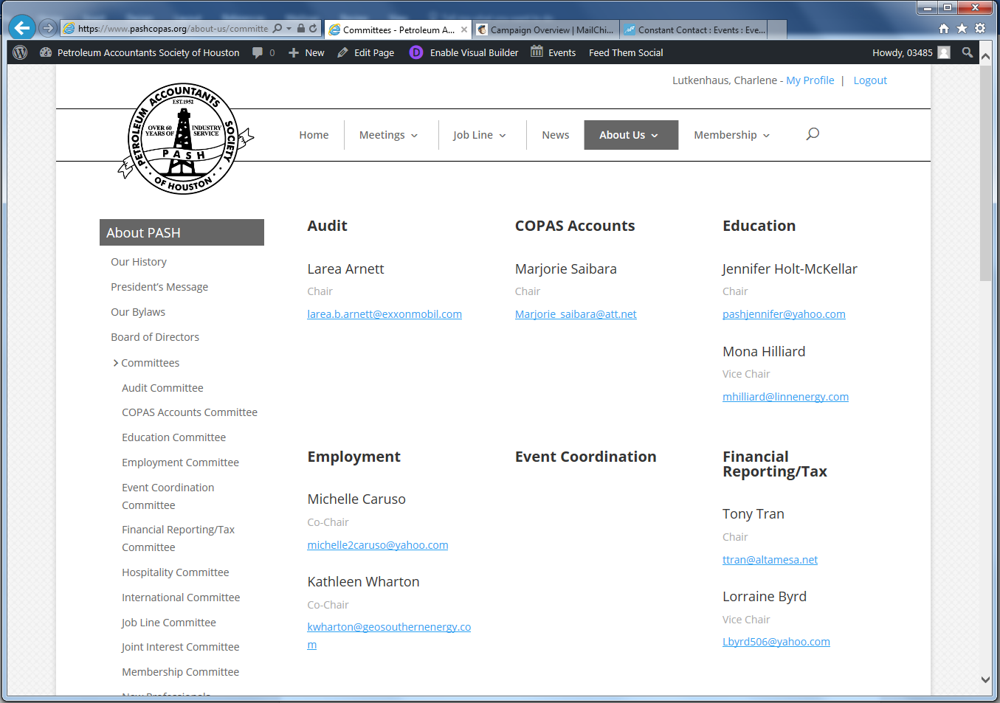 https://www.pashcopas.org/about-us/committe
Committees - Petroleum A...
Campaign Overview | MailChi...
Constant Contact : Events : Eve...
Petroleum Accountants Society of Houston
0
New
Edit Page
D
Enable Visual Builder
Events
Feed Them Social
Howdy, 03485
Lutkenhaus, Charlene - My Profile | Logout
PETROLEUM ACCOUNTANTS SOCIETY
EST.1952
OVER 60 YEARS OF
INDUSTRY SERVICE
PASH
OF HOUSTON
Home
Meetings
Job Line
News
About Us
Membership
About PASH
Our History
President's Message
Our Bylaws
Board of Directors
Committees
Audit Committee
COPAS Accounts Committee
Education Committee
Employment Committee
Event Coordination
Committee
Financial Reporting/Tax
Committee
Hospitality Committee
International Committee
Job Line Committee
Joint Interest Committee
Membership Committee
New Professionals
Audit
Larea Arnett
Chair
larea.b.arnett@exxonmobil.com
COPAS Accounts
Marjorie Saibara
Chair
Marjorie_saibara@att.net
Education
Jennifer Holt-McKellar
Chair
pashjennifer@yahoo.com
Mona Hilliard
Vice Chair
mhilliard@linnenergy.com
Employment
Michelle Caruso
Co-Chair
michelle2caruso@yahoo.com
Kathleen Wharton
Co-Chair
kwharton@geosouthernenergy.co
m
Event Coordination
Financial
Reporting/Tax
Tony Tran
Chair
ttran@altamesa.net
Lorraine Byrd
Vice Chair
Lbyrd506@yahoo.com